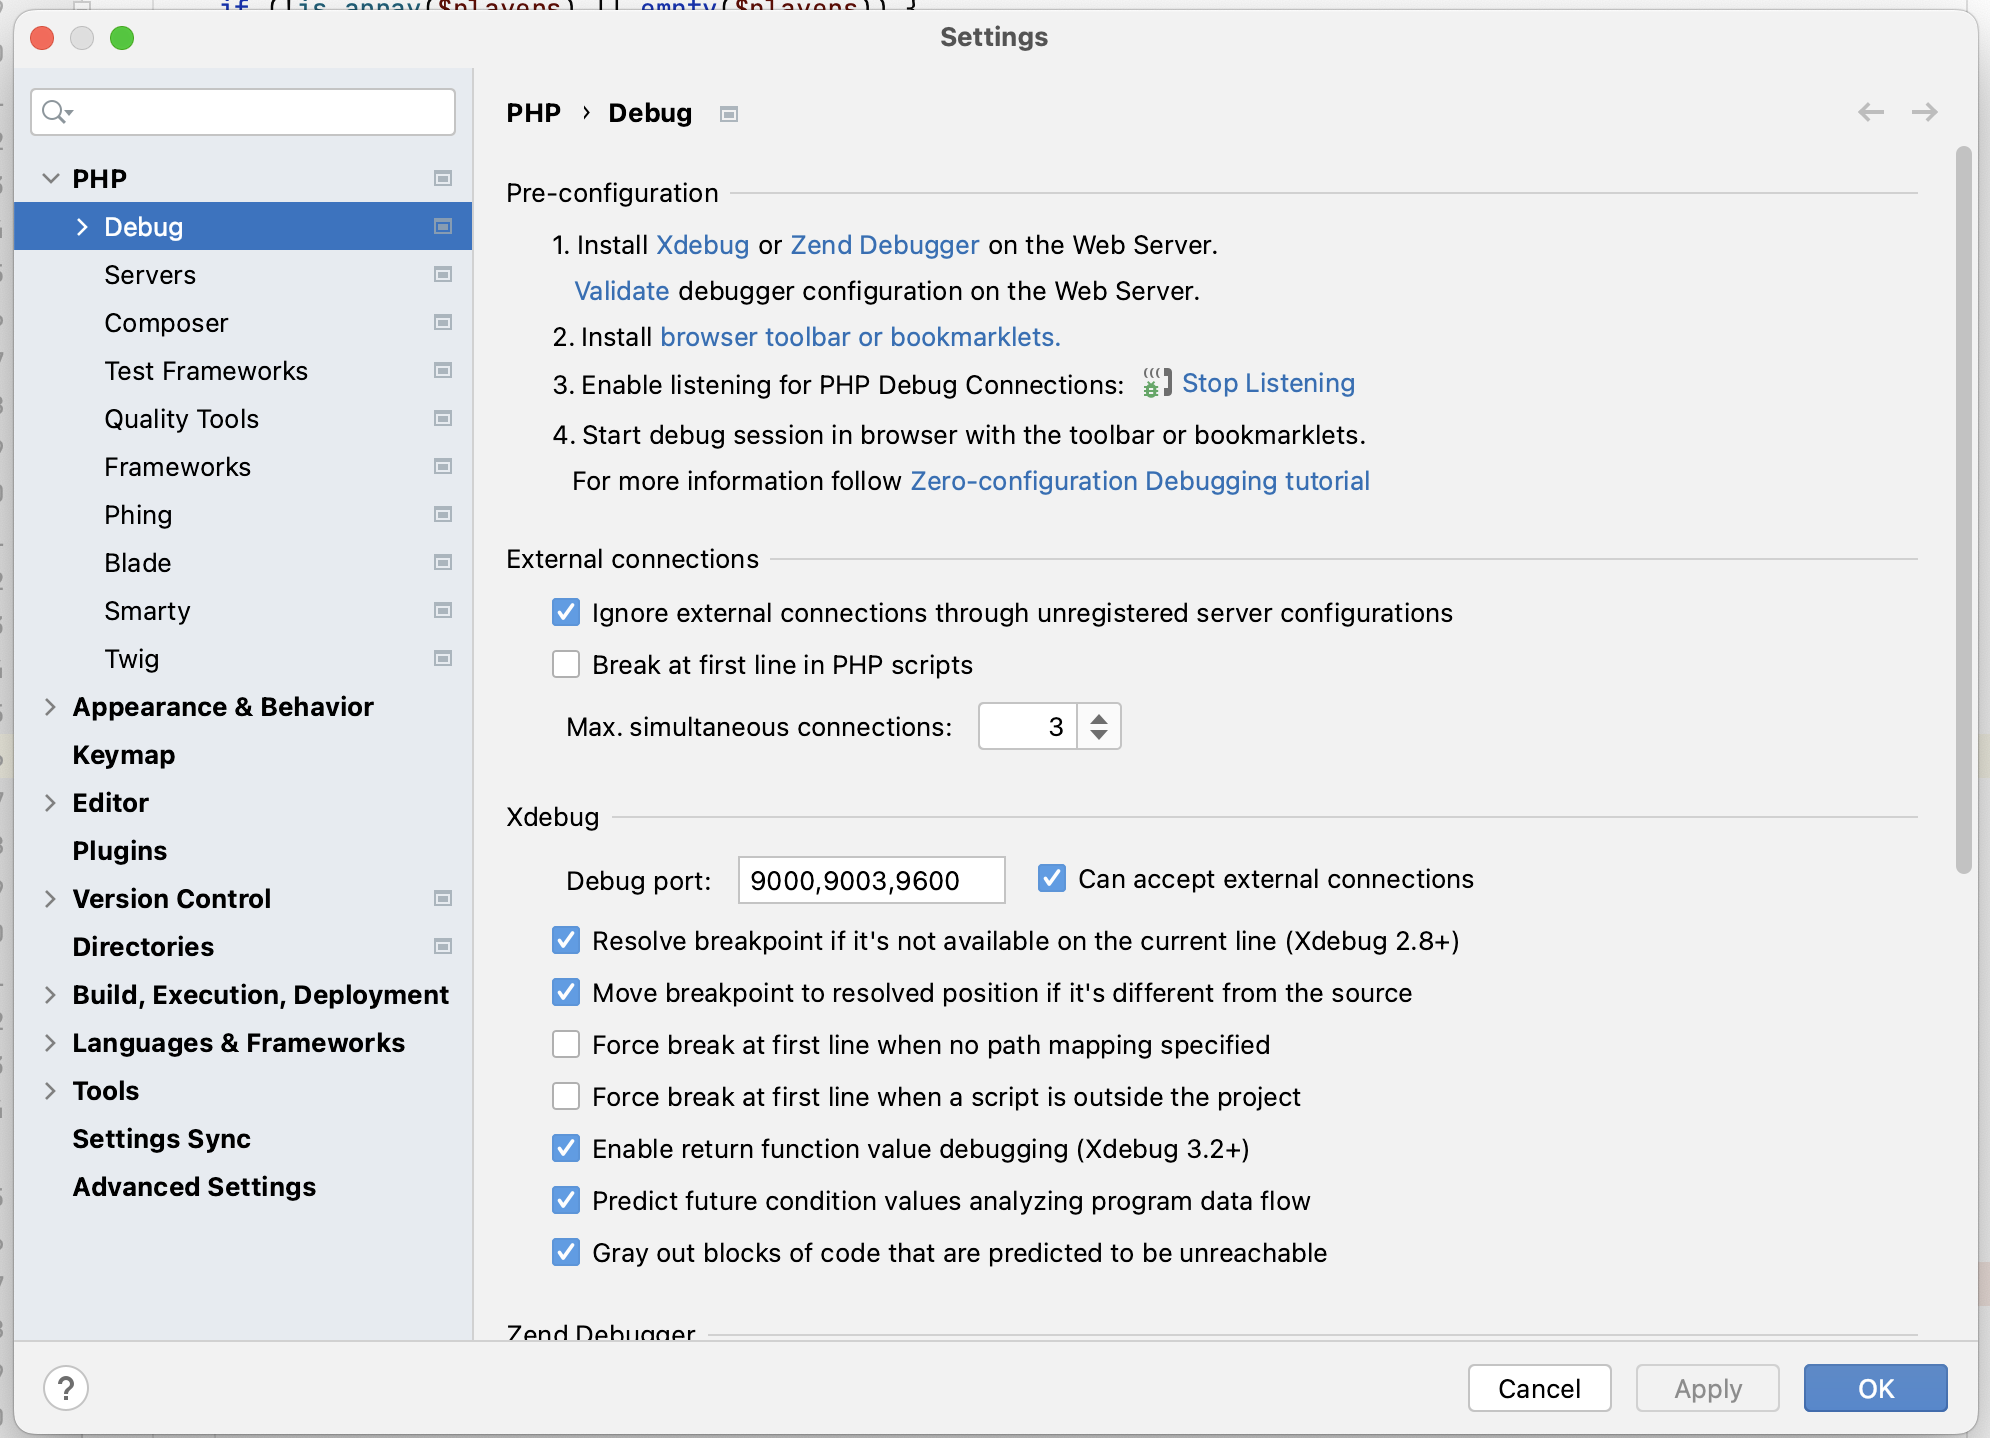 if (!is_array($players) || empty($players)) {
Settings
PHP › Debug
PHP
Debug
Servers
Composer
Test Frameworks
Quality Tools
Frameworks
Phing
Blade
Smarty
Twig
Appearance & Behavior
Keymap
Editor
Plugins
Version Control
Directories
Build, Execution, Deployment
Languages & Frameworks
Tools
Settings Sync
Advanced Settings
Pre-configuration
1. Install Xdebug or Zend Debugger on the Web Server.
Validate debugger configuration on the Web Server.
2. Install browser toolbar or bookmarklets.
3. Enable listening for PHP Debug Connections: Stop Listening
4. Start debug session in browser with the toolbar or bookmarklets.
For more information follow Zero-configuration Debugging tutorial
External connections
Ignore external connections through unregistered server configurations
Break at first line in PHP scripts
Max. simultaneous connections: 3
Xdebug
Debug port: 9000,9003,9600 Can accept external connections
Resolve breakpoint if it's not available on the current line (Xdebug 2.8+)
Move breakpoint to resolved position if it's different from the source
Force break at first line when no path mapping specified
Force break at first line when a script is outside the project
Enable return function value debugging (Xdebug 3.2+)
Predict future condition values analyzing program data flow
Gray out blocks of code that are predicted to be unreachable
Zend Debugger
? Cancel Apply OK